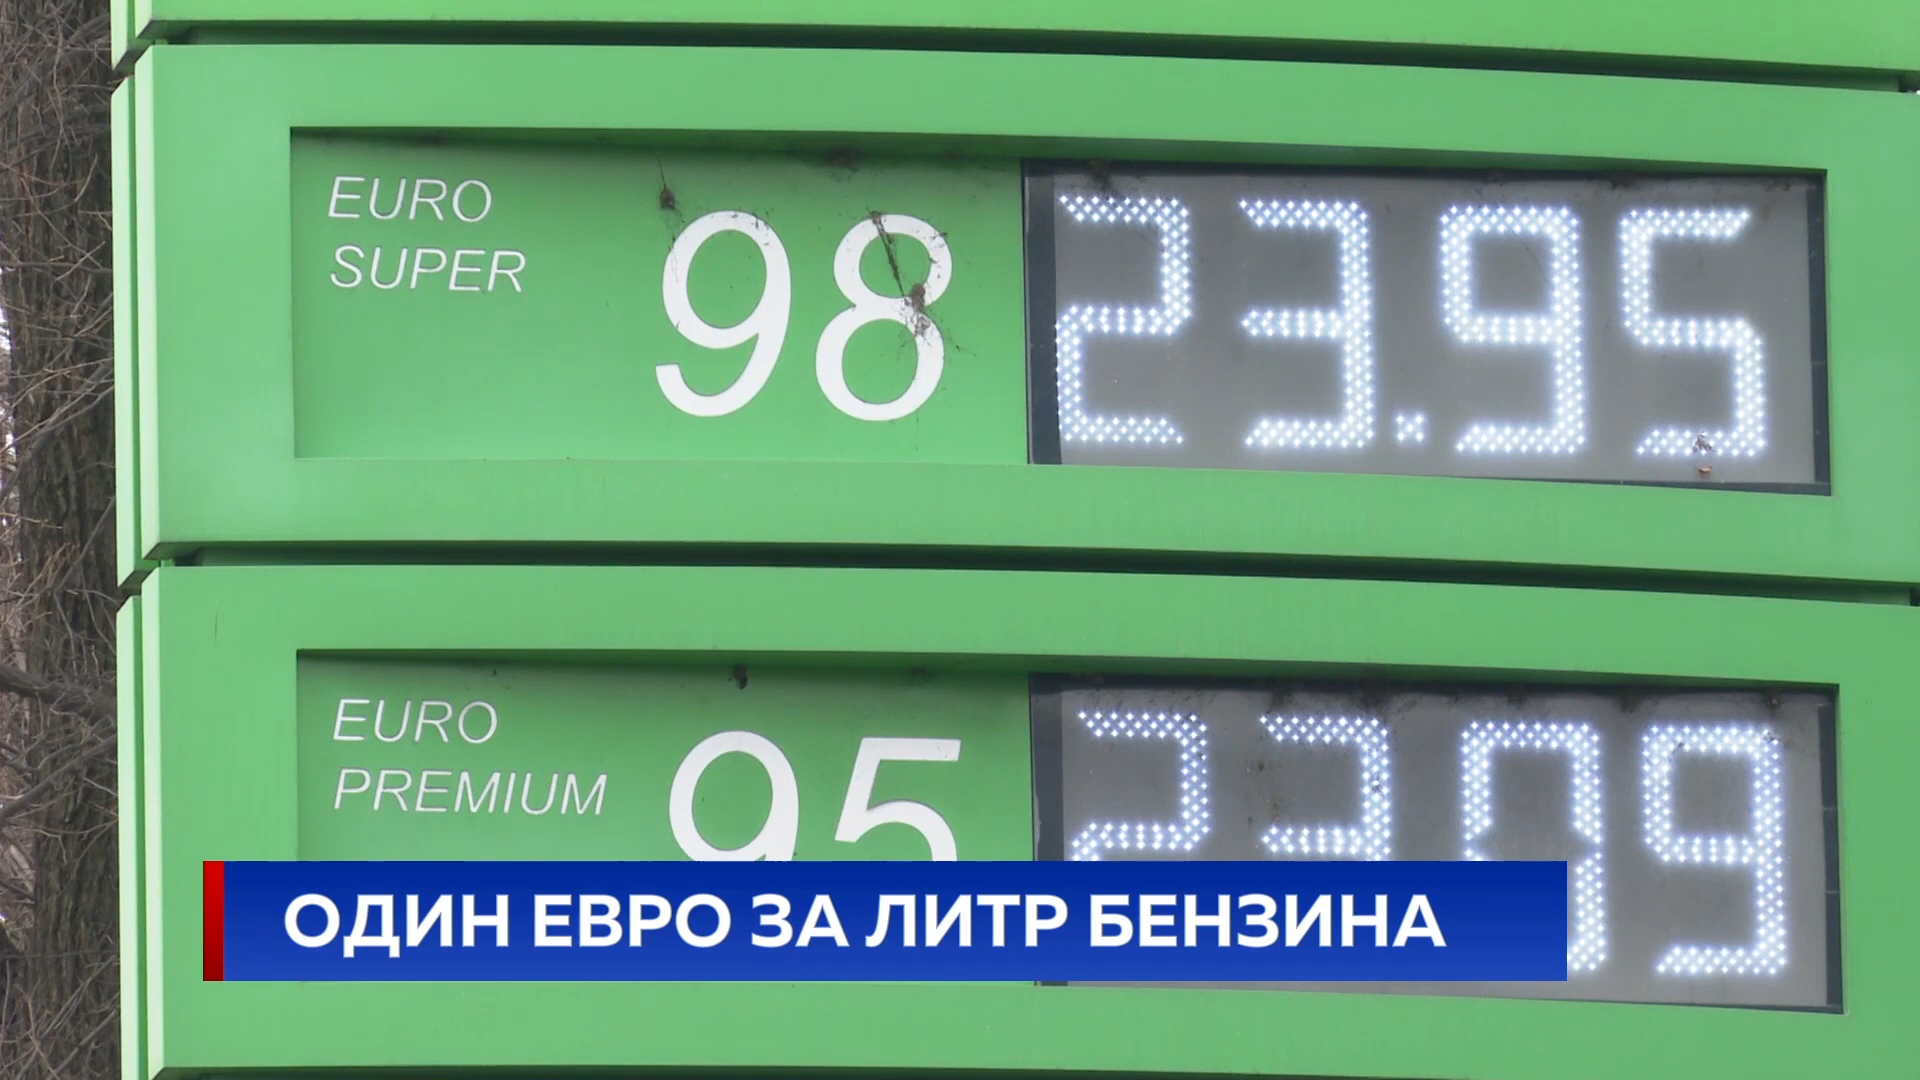 EURO
SUPER
98
23.95
EURO
PREMIUM
95
ОДИН ЕВРО ЗА ЛИТР БЕНЗИНА